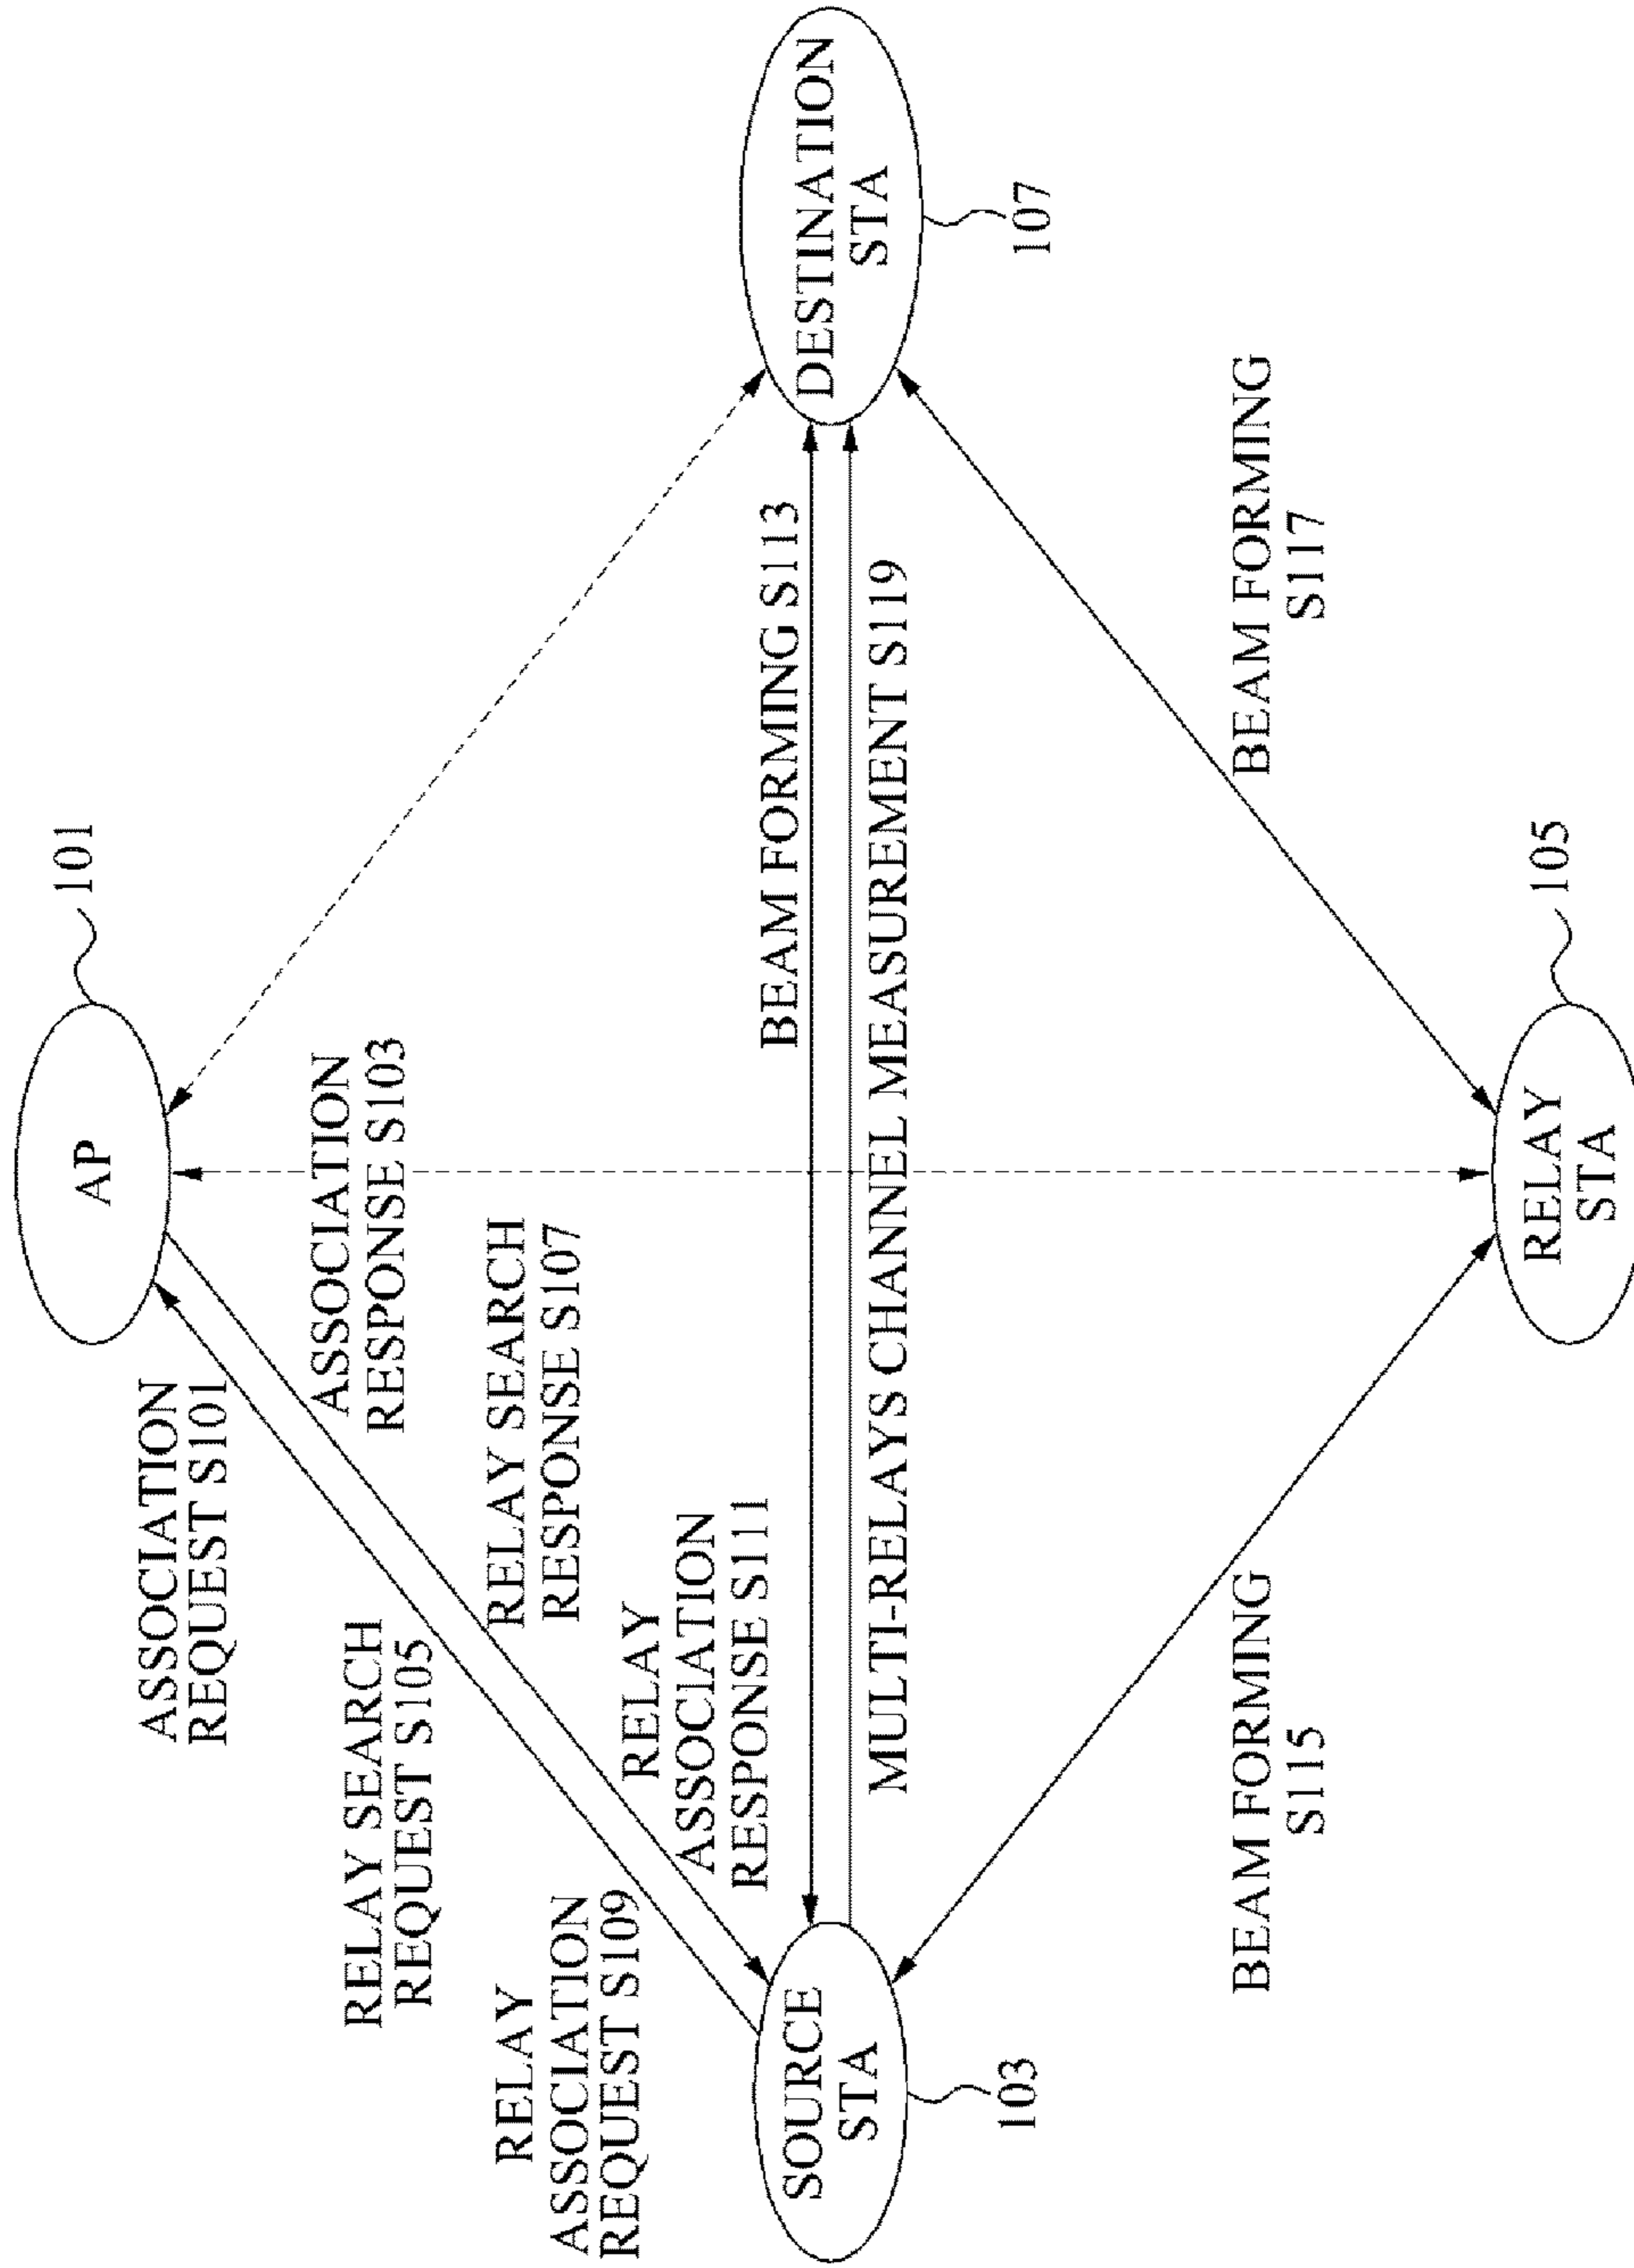 101
AP
ASSOCIATION
REQUEST S101
ASSOCIATION
RESPONSE S103
RELAY SEARCH
REQUEST S105
RELAY SEARCH
RESPONSE S107
RELAY
ASSOCIATION
REQUEST S109
RELAY
ASSOCIATION
RESPONSE S111
BEAM FORMING S113
SOURCE
STA
103
DESTINATION
STA
107
MULTI-RELAYS CHANNEL MEASUREMENT S119
BEAM FORMING
S115
BEAM FORMING
S117
RELAY
STA
105